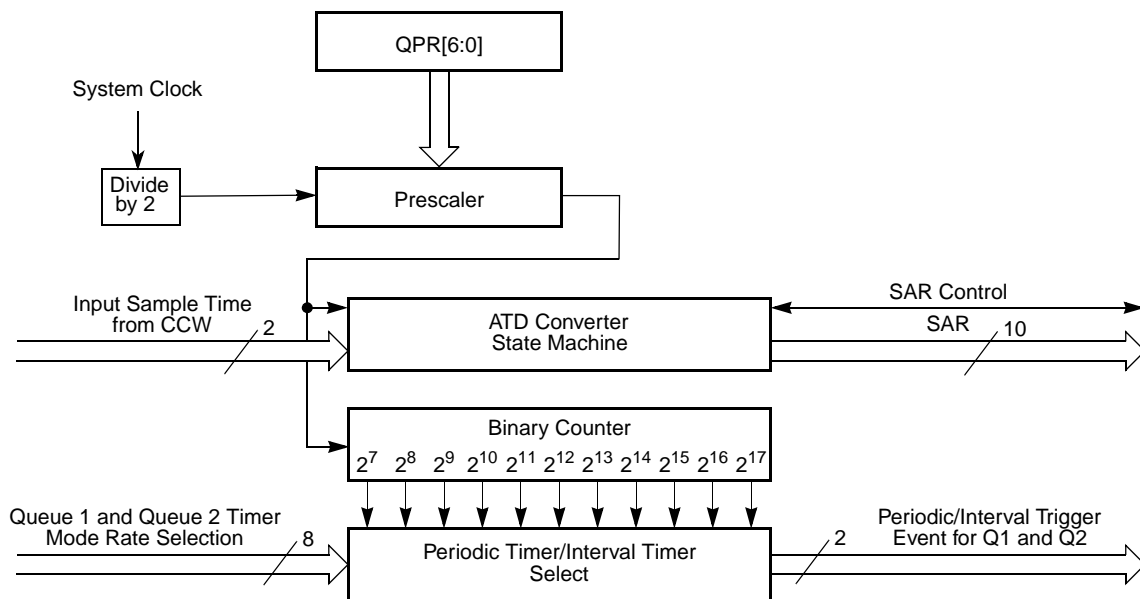 QPR[6:0]
System Clock
Divide
by 2
Prescaler
Input Sample Time
from CCW
2
ATD Converter
State Machine
SAR Control
SAR
10
Binary Counter
2^7 2^8 2^9 2^10 2^11 2^12 2^13 2^14 2^15 2^16 2^17
Queue 1 and Queue 2 Timer
Mode Rate Selection
8
Periodic Timer/Interval Timer
Select
2
Periodic/Interval Trigger
Event for Q1 and Q2